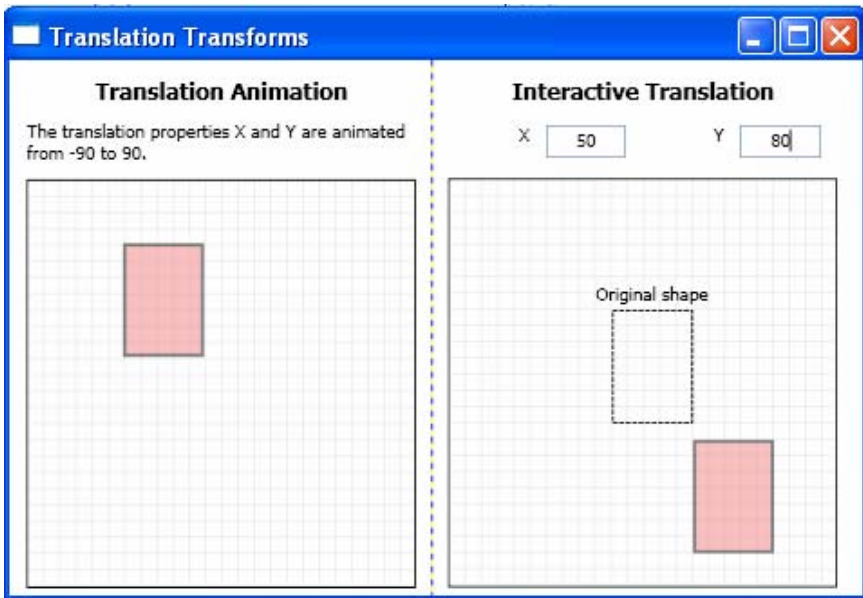 Translation Transforms
Translation Animation
The translation properties X and Y are animated
from -90 to 90.
Interactive Translation
X 50 Y 80
Original shape